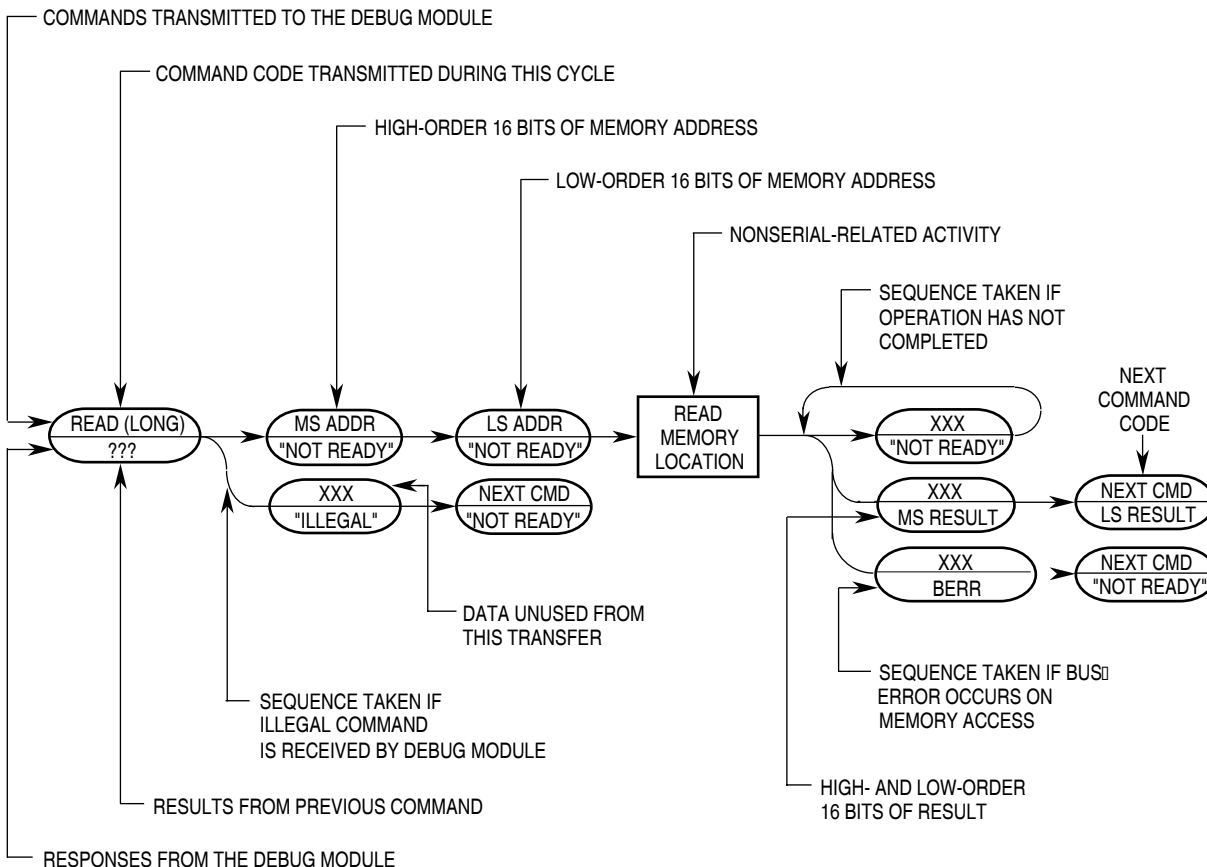 COMMANDS TRANSMITTED TO THE DEBUG MODULE
COMMAND CODE TRANSMITTED DURING THIS CYCLE
HIGH-ORDER 16 BITS OF MEMORY ADDRESS
LOW-ORDER 16 BITS OF MEMORY ADDRESS
NONSERIAL-RELATED ACTIVITY
SEQUENCE TAKEN IF
OPERATION HAS NOT
COMPLETED
NEXT
COMMAND
CODE
READ (LONG)
???
MS ADDR
"NOT READY"
LS ADDR
"NOT READY"
READ
MEMORY
LOCATION
XXX
"NOT READY"
XXX
"ILLEGAL"
NEXT CMD
"NOT READY"
XXX
MS RESULT
NEXT CMD
LS RESULT
XXX
BERR
NEXT CMD
"NOT READY"
DATA UNUSED FROM
THIS TRANSFER
SEQUENCE TAKEN IF
ILLEGAL COMMAND
IS RECEIVED BY DEBUG MODULE
SEQUENCE TAKEN IF BUS▯
ERROR OCCURS ON
MEMORY ACCESS
HIGH- AND LOW-ORDER
16 BITS OF RESULT
RESULTS FROM PREVIOUS COMMAND
RESPONSES FROM THE DEBUG MODULE